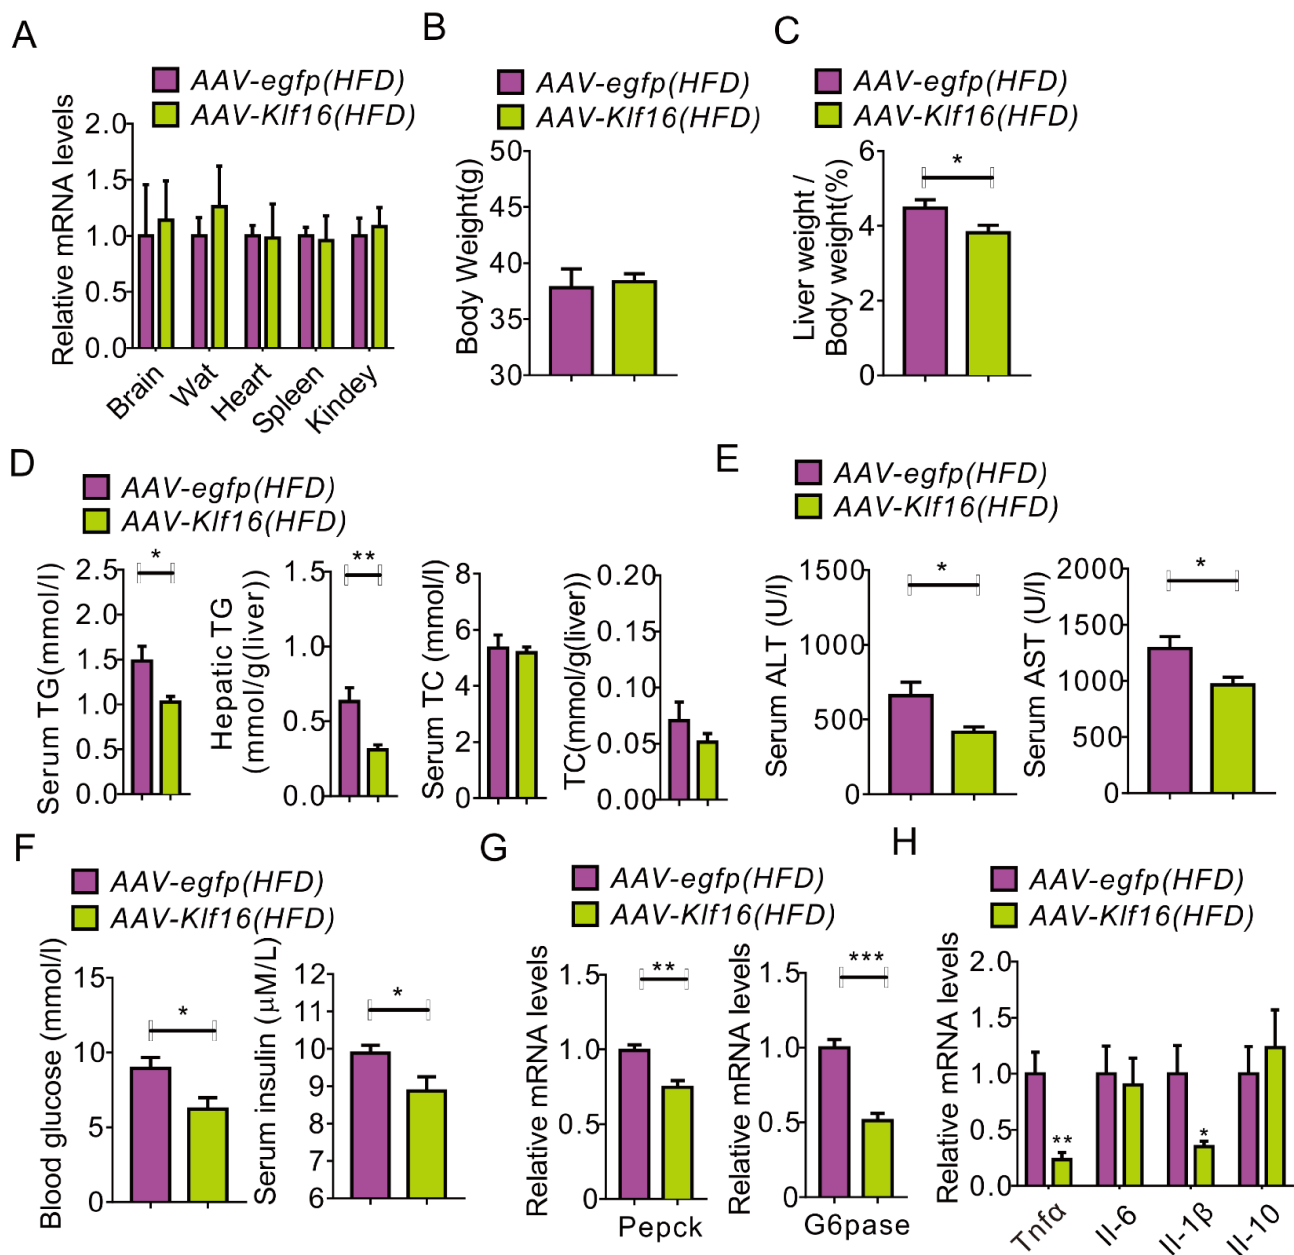 A
AAV-egfp(HFD)
AAV-Klf16(HFD)
Relative mRNA levels
2.0
1.5
1.0
0.5
0.0
Brain
Wat
Heart
Spleen
Kindey
B
AAV-egfp(HFD)
AAV-Klf16(HFD)
Body Weight(g)
50
45
40
35
30
C
AAV-egfp(HFD)
AAV-Klf16(HFD)
Liver weight /
Body weight(%)
6
4
2
0
*
D
AAV-egfp(HFD)
AAV-Klf16(HFD)
Serum TG(mmol/l)
2.5
2.0
1.5
1.0
0.5
0.0
*
Hepatic TG
(mmol/g(liver))
1.5
1.0
0.5
0.0
**
Serum TC (mmol/l)
8
6
4
2
0
TC(mmol/g(liver))
0.20
0.15
0.10
0.05
0.00
E
AAV-egfp(HFD)
AAV-Klf16(HFD)
Serum ALT (U/l)
1500
1000
500
0
*
Serum AST (U/l)
2000
1500
1000
500
0
*
F
AAV-egfp(HFD)
AAV-Klf16(HFD)
Blood glucose (mmol/l)
15
10
5
0
*
Serum insulin (μM/L)
12
11
10
9
8
7
6
*
G
AAV-egfp(HFD)
AAV-Klf16(HFD)
Relative mRNA levels
1.5
1.0
0.5
0
**
Pepck
Relative mRNA levels
1.5
1.0
0.5
0
***
G6pase
H
AAV-egfp(HFD)
AAV-Klf16(HFD)
Relative mRNA levels
2.0
1.5
1.0
0.5
0.0
**
*
Tnfα
Il-6
Il-1β
Il-10